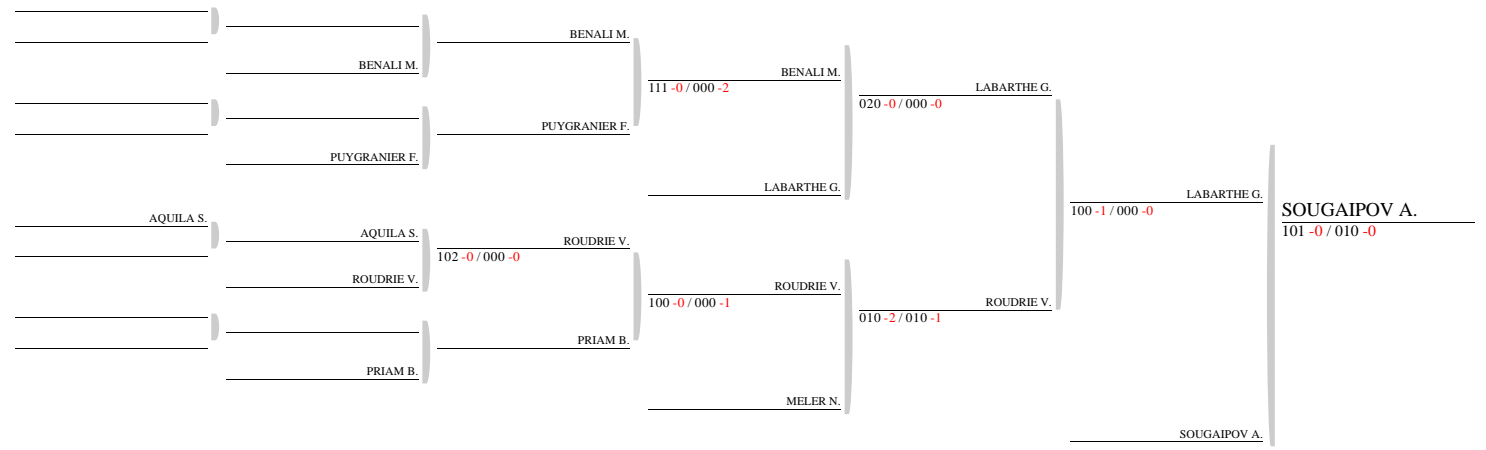 BENALI M.
BENALI M.
PUYGRANIER F.
PUYGRANIER F.
BENALI M.
111 -0 / 000 -2
LABARTHE G.
LABARTHE G.
020 -0 / 000 -0
AQUILA S.
AQUILA S.
ROUDRIE V.
ROUDRIE V.
102 -0 / 000 -0
PRIAM B.
PRIAM B.
ROUDRIE V.
100 -0 / 000 -1
MELER N.
ROUDRIE V.
010 -2 / 010 -1
LABARTHE G.
100 -1 / 000 -0
SOUGAIPOV A.
SOUGAIPOV A.
101 -0 / 010 -0